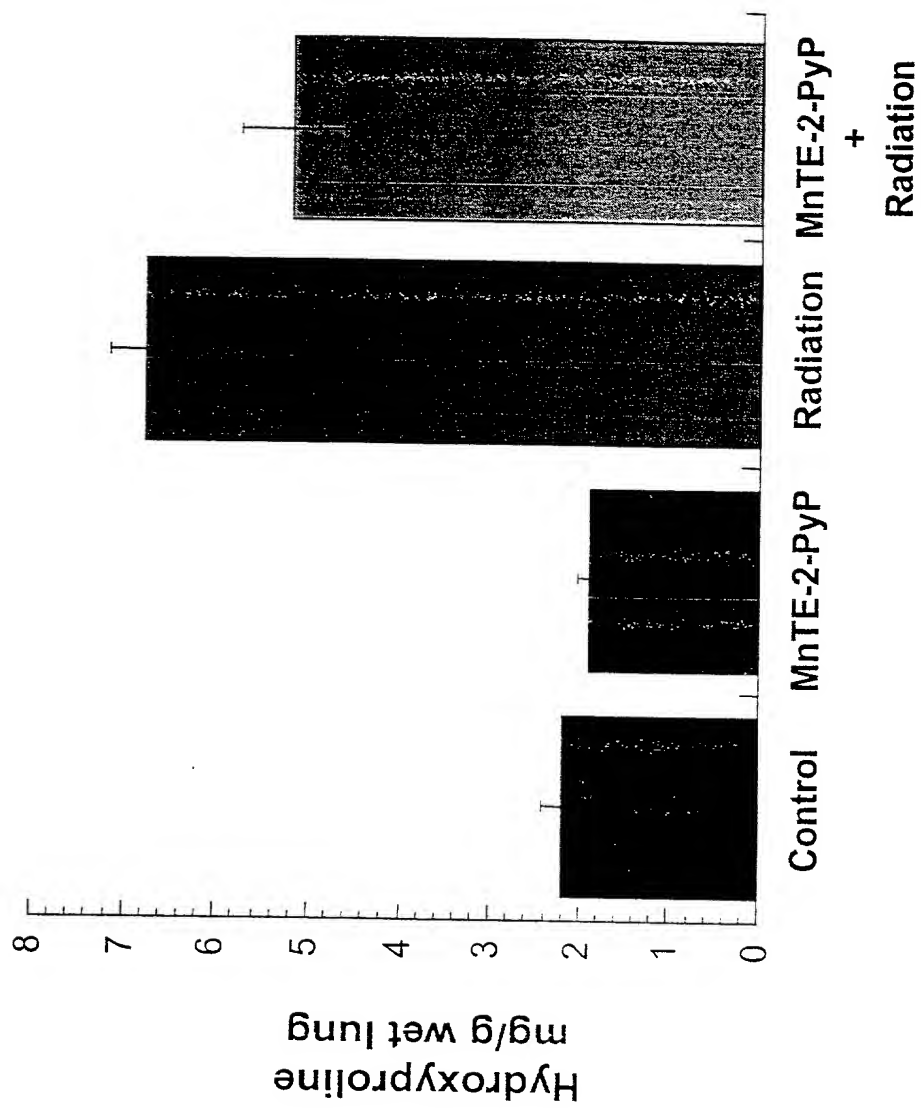 Hydroxyproline
mg/g wet lung
8
7
6
5
4
3
2
1
0
Control
MnTE-2-PyP
Radiation
MnTE-2-PyP
+
Radiation